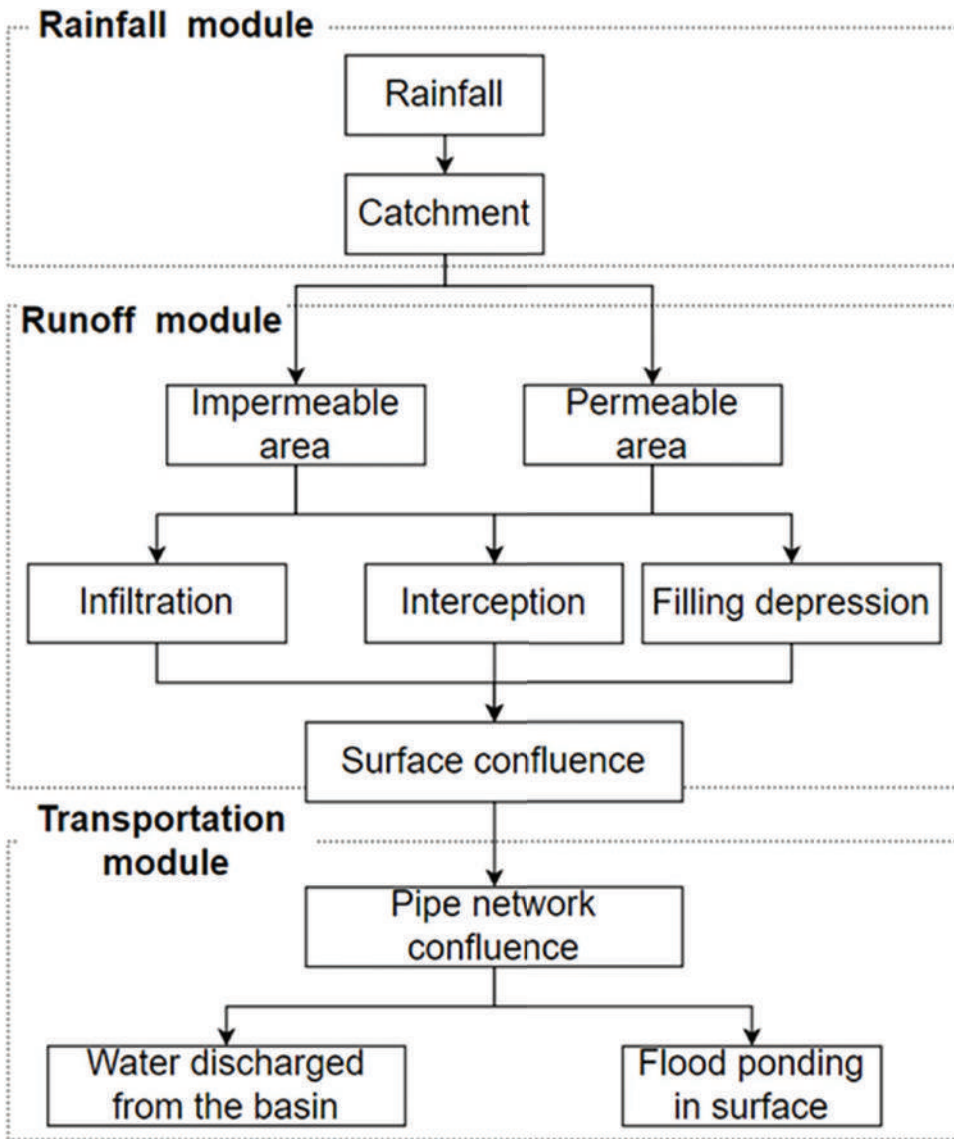 Rainfall module
Rainfall
Catchment
Runoff module
Impermeable
area
Permeable
area
Infiltration
Interception
Filling depression
Surface confluence
Transportation
module
Pipe network
confluence
Water discharged
from the basin
Flood ponding
in surface